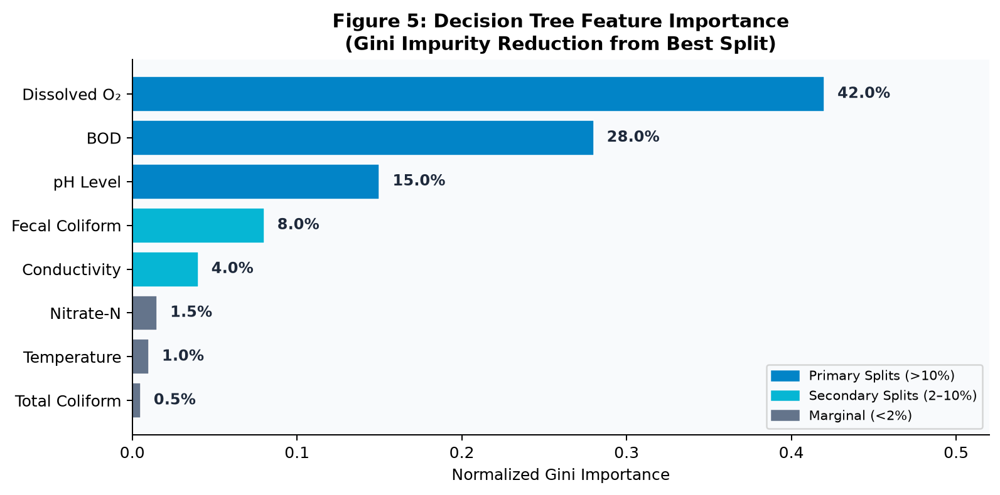 Figure 5: Decision Tree Feature Importance
(Gini Impurity Reduction from Best Split)
Dissolved O₂
42.0%
BOD
28.0%
pH Level
15.0%
Fecal Coliform
8.0%
Conductivity
4.0%
Nitrate-N
1.5%
Temperature
1.0%
Total Coliform
0.5%
Primary Splits (>10%)
Secondary Splits (2–10%)
Marginal (<2%)
0.0 0.1 0.2 0.3 0.4 0.5
Normalized Gini Importance